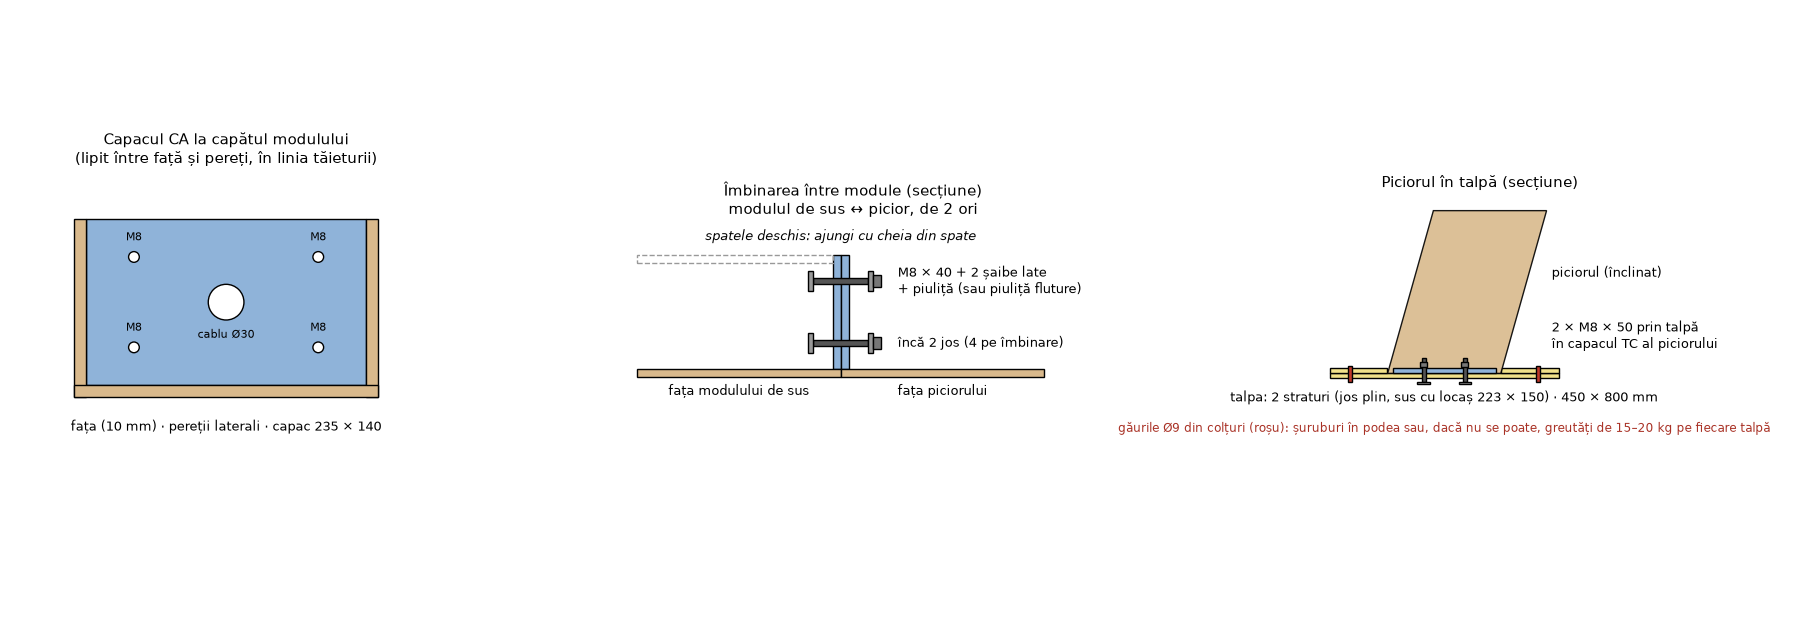 Capacul CA la capătul modulului
(lipit între față și pereți, în linia tăieturii)
M8
M8
cablu Ø30
M8
M8
fața (10 mm) · pereții laterali · capac 235 × 140
Îmbinarea între module (secțiune)
modulul de sus ↔ picior, de 2 ori
spatele deschis: ajungi cu cheia din spate
M8 × 40 + 2 șaibe late
+ piuliță (sau piuliță fluture)
încă 2 jos (4 pe îmbinare)
fața modulului de sus
fața piciorului
Piciorul în talpă (secțiune)
piciorul (înclinat)
2 × M8 × 50 prin talpă
în capacul TC al piciorului
talpa: 2 straturi (jos plin, sus cu locaș 223 × 150) · 450 × 800 mm
găurile Ø9 din colțuri (roșu): șuruburi în podea sau, dacă nu se poate, greutăți de 15–20 kg pe fiecare talpă